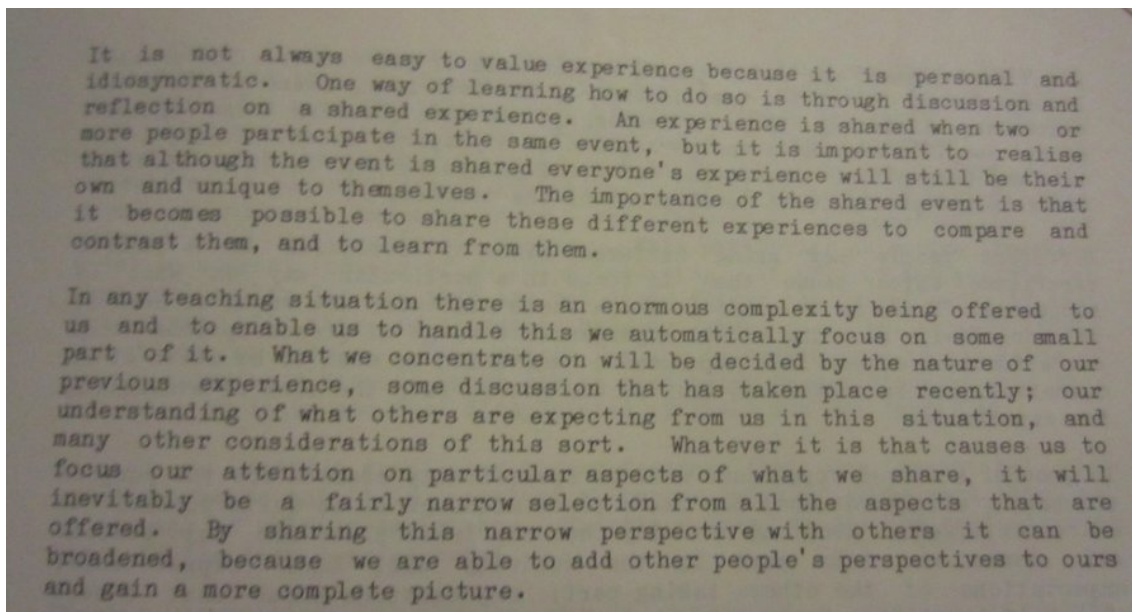 It is not always easy to value experience because it is personal and
idiosyncratic. One way of learning how to do so is through discussion and
reflection on a shared experience. An experience is shared when two or
more people participate in the same event, but it is important to realise
that although the event is shared everyone's experience will still be their
own and unique to themselves. The importance of the shared event is that
it becomes possible to share these different experiences to compare and
contrast them, and to learn from them.

In any teaching situation there is an enormous complexity being offered to
us and to enable us to handle this we automatically focus on some small
part of it. What we concentrate on will be decided by the nature of our
previous experience, some discussion that has taken place recently; our
understanding of what others are expecting from us in this situation, and
many other considerations of this sort. Whatever it is that causes us to
focus our attention on particular aspects of what we share, it will
inevitably be a fairly narrow selection from all the aspects that are
offered. By sharing this narrow perspective with others it can be
broadened, because we are able to add other people's perspectives to ours
and gain a more complete picture.